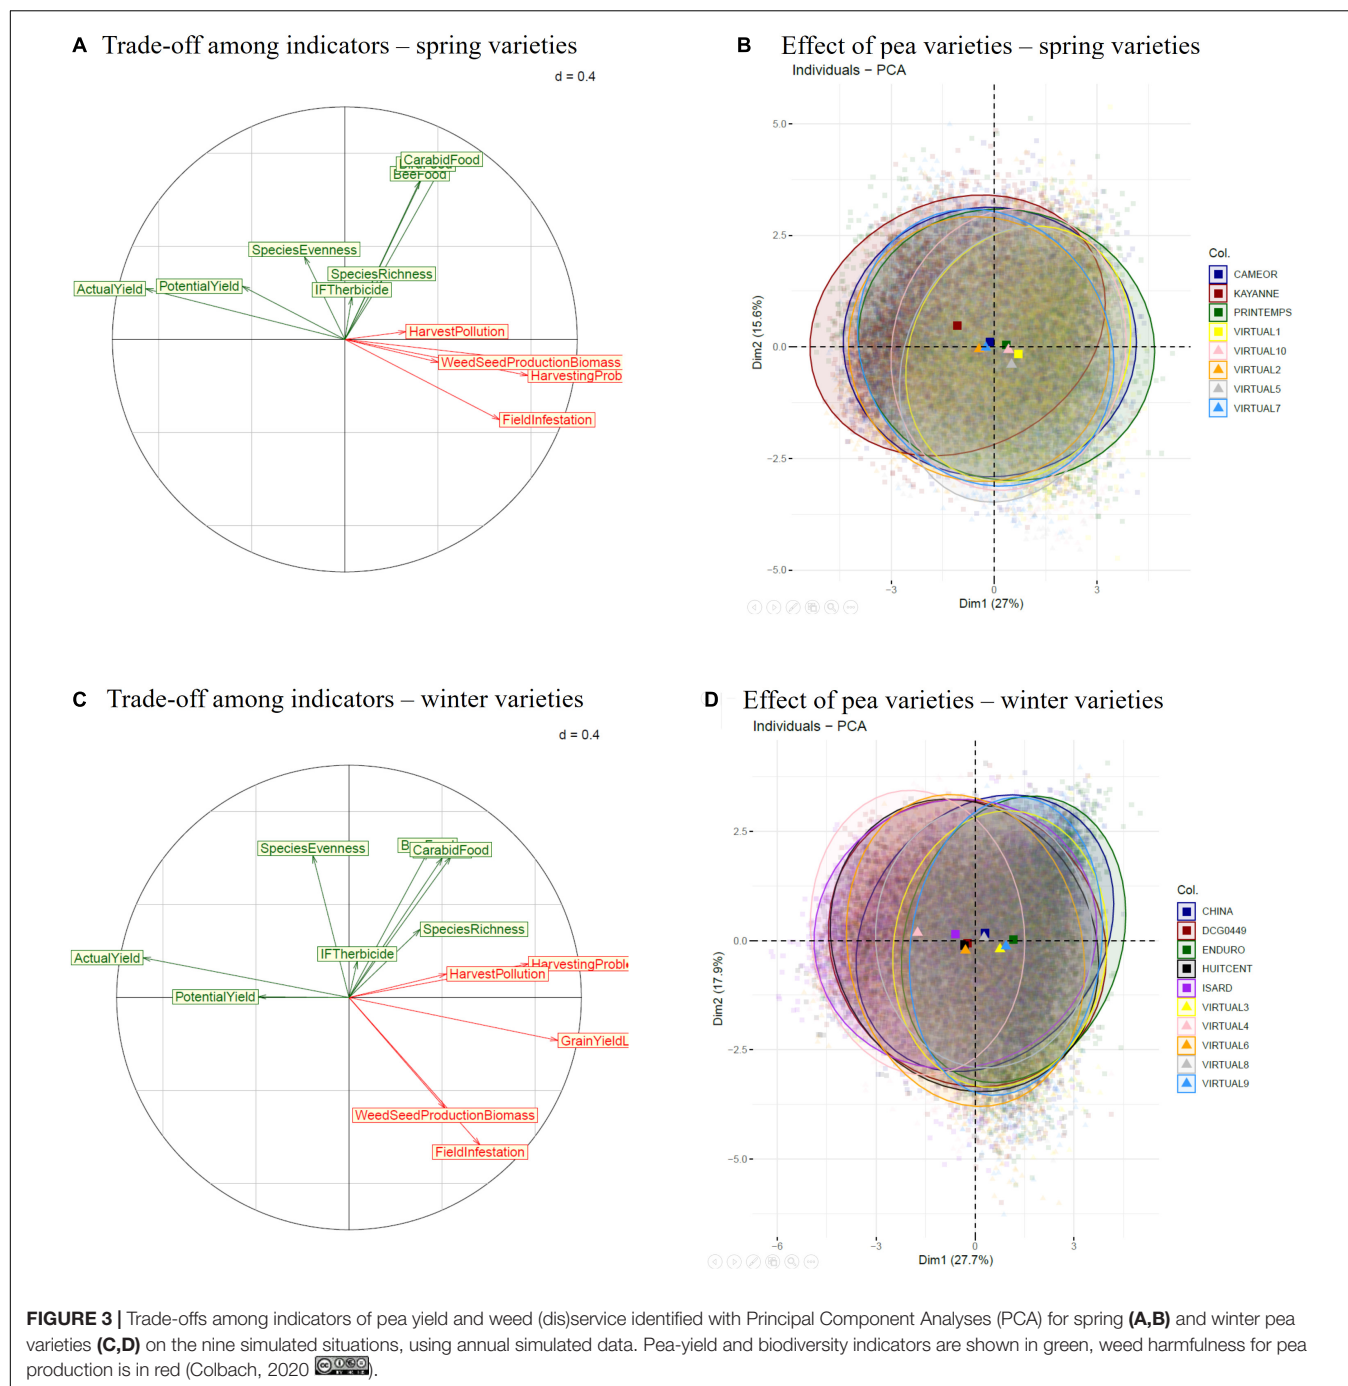 A Trade-off among indicators – spring varieties
d = 0.4
CarabidFood
BeeFood
SpeciesEvenness
SpeciesRichness
ActualYield
PotentialYield
IFTherbicide
HarvestPollution
WeedSeedProductionBiomass
HarvestingProb
FieldInfestation
B Effect of pea varieties – spring varieties
Individuals − PCA
5.0
2.5
0.0
−2.5
−5.0
Dim2 (15.6%)
−3 0 3
Dim1 (27%)
Col.
CAMEOR
KAYANNE
PRINTEMPS
VIRTUAL1
VIRTUAL10
VIRTUAL2
VIRTUAL5
VIRTUAL7
C Trade-off among indicators – winter varieties
d = 0.4
SpeciesEvenness
CarabidFood
SpeciesRichness
ActualYield
IFTherbicide
HarvestingProbl
HarvestPollution
PotentialYield
GrainYieldL
WeedSeedProductionBiomass
FieldInfestation
D Effect of pea varieties – winter varieties
Individuals − PCA
2.5
0.0
−2.5
−5.0
Dim2 (17.9%)
−6 −3 0 3
Dim1 (27.7%)
Col.
CHINA
DCG0449
ENDURO
HUITCENT
ISARD
VIRTUAL3
VIRTUAL4
VIRTUAL6
VIRTUAL8
VIRTUAL9
FIGURE 3 | Trade-offs among indicators of pea yield and weed (dis)service identified with Principal Component Analyses (PCA) for spring (A,B) and winter pea
varieties (C,D) on the nine simulated situations, using annual simulated data. Pea-yield and biodiversity indicators are shown in green, weed harmfulness for pea
production is in red (Colbach, 2020 ).